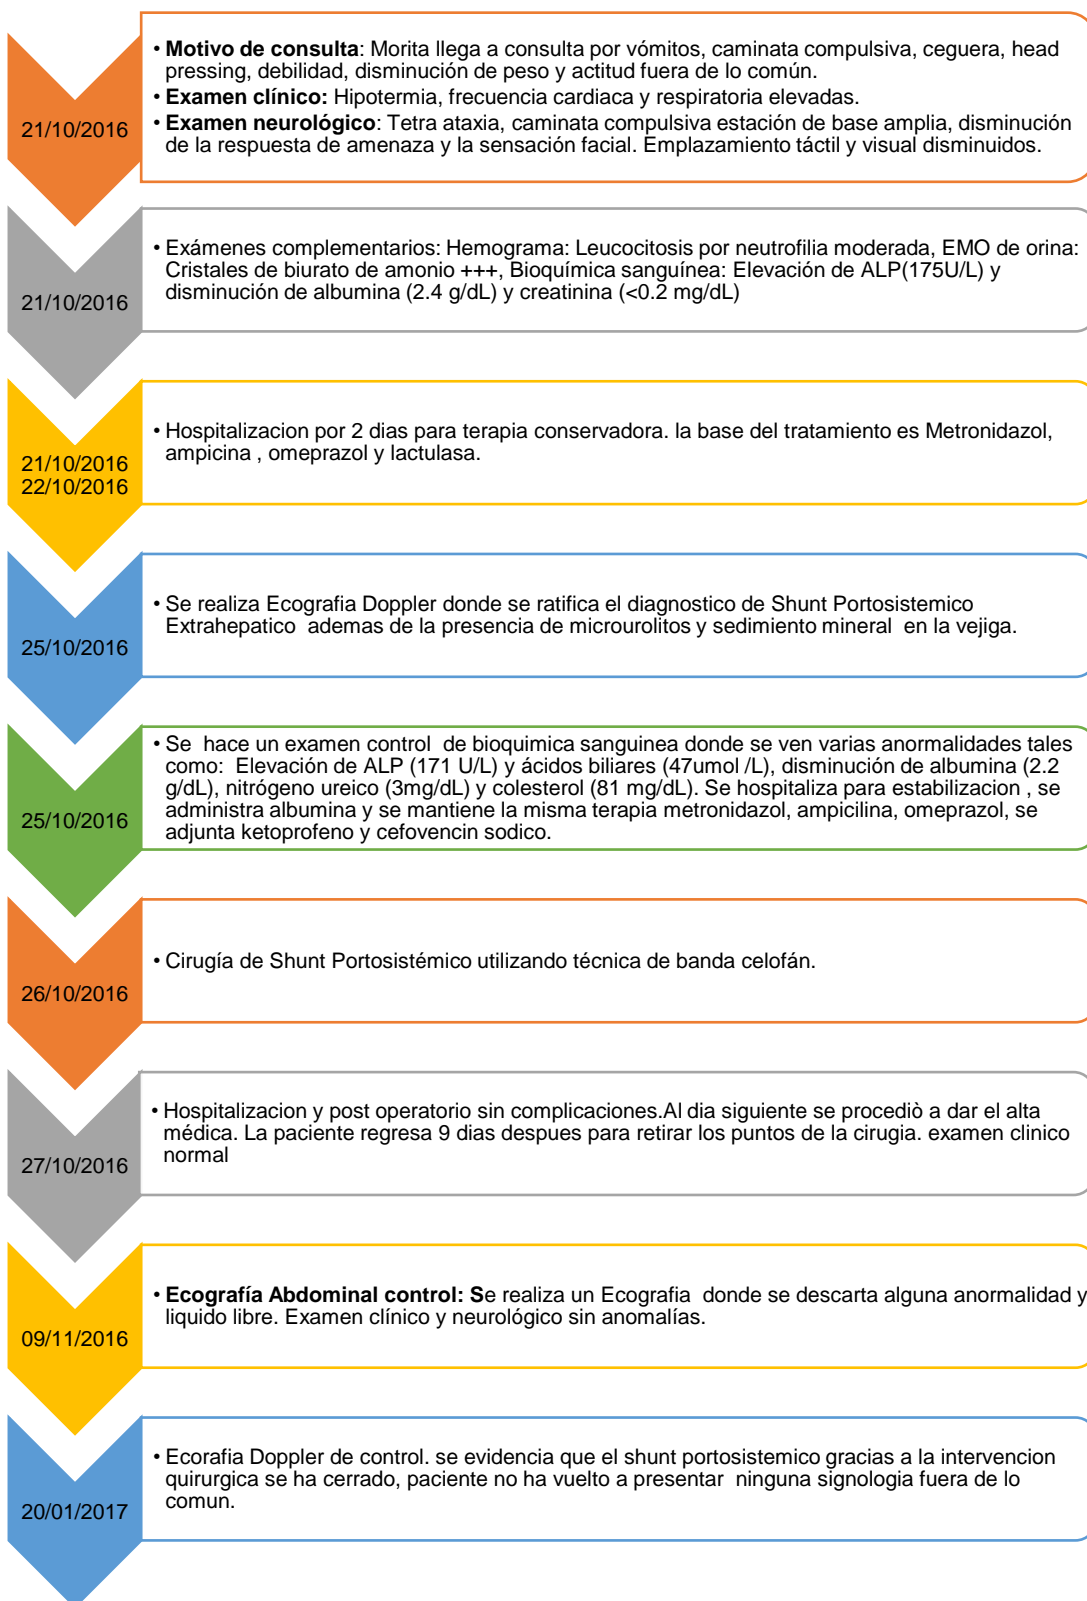 • Motivo de consulta: Morita llega a consulta por vómitos, caminata compulsiva, ceguera, head
pressing, debilidad, disminución de peso y actitud fuera de lo común.
• Examen clínico: Hipotermia, frecuencia cardiaca y respiratoria elevadas.
21/10/2016
• Examen neurológico: Tetra ataxia, caminata compulsiva estación de base amplia, disminución
de la respuesta de amenaza y la sensación facial. Emplazamiento táctil y visual disminuidos.
• Exámenes complementarios: Hemograma: Leucocitosis por neutrofilia moderada, EMO de orina:
Cristales de biurato de amonio +++, Bioquímica sanguínea: Elevación de ALP(175U/L) y
disminución de albumina (2.4 g/dL) y creatinina (<0.2 mg/dL)
21/10/2016
• Hospitalizacion por 2 dias para terapia conservadora. la base del tratamiento es Metronidazol,
ampicina , omeprazol y lactulasa.
21/10/2016
22/10/2016
• Se realiza Ecografia Doppler donde se ratifica el diagnostico de Shunt Portosistemico
Extrahepatico ademas de la presencia de microurolitos y sedimiento mineral en la vejiga.
25/10/2016
• Se hace un examen control de bioquimica sanguinea donde se ven varias anormalidades tales
como: Elevación de ALP (171 U/L) y ácidos biliares (47umol /L), disminución de albumina (2.2
g/dL), nitrógeno ureico (3mg/dL) y colesterol (81 mg/dL). Se hospitaliza para estabilizacion , se
administra albumina y se mantiene la misma terapia metronidazol, ampicilina, omeprazol, se
adjunta ketoprofeno y cefovencin sodico.
25/10/2016
• Cirugía de Shunt Portosistémico utilizando técnica de banda celofán.
26/10/2016
• Hospitalizacion y post operatorio sin complicaciones.Al dia siguiente se procediò a dar el alta
médica. La paciente regresa 9 dias despues para retirar los puntos de la cirugia. examen clinico
normal
27/10/2016
• Ecografía Abdominal control: Se realiza un Ecografia donde se descarta alguna anormalidad y
liquido libre. Examen clínico y neurológico sin anomalías.
09/11/2016
• Ecorafia Doppler de control. se evidencia que el shunt portosistemico gracias a la intervencion
quirurgica se ha cerrado, paciente no ha vuelto a presentar ninguna signologia fuera de lo
comun.
20/01/2017